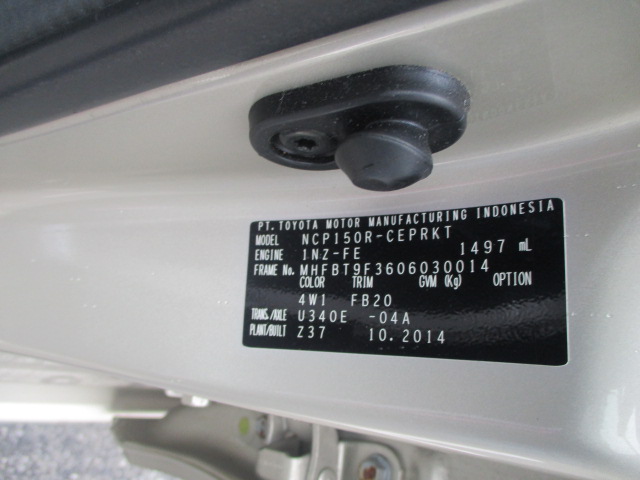 PT. TOYOTA MOTOR MANUFACTURING INDONESIA
MODEL NCP150R-CEPRKT
ENGINE 1NZ-FE 1497 mL
FRAME No. MHFBT9F3606030014
COLOR TRIM GVM (Kg) OPTION
4W1 FB20
TRANS./AXLE U340E -04A
PLANT/BUILT Z37 10.2014